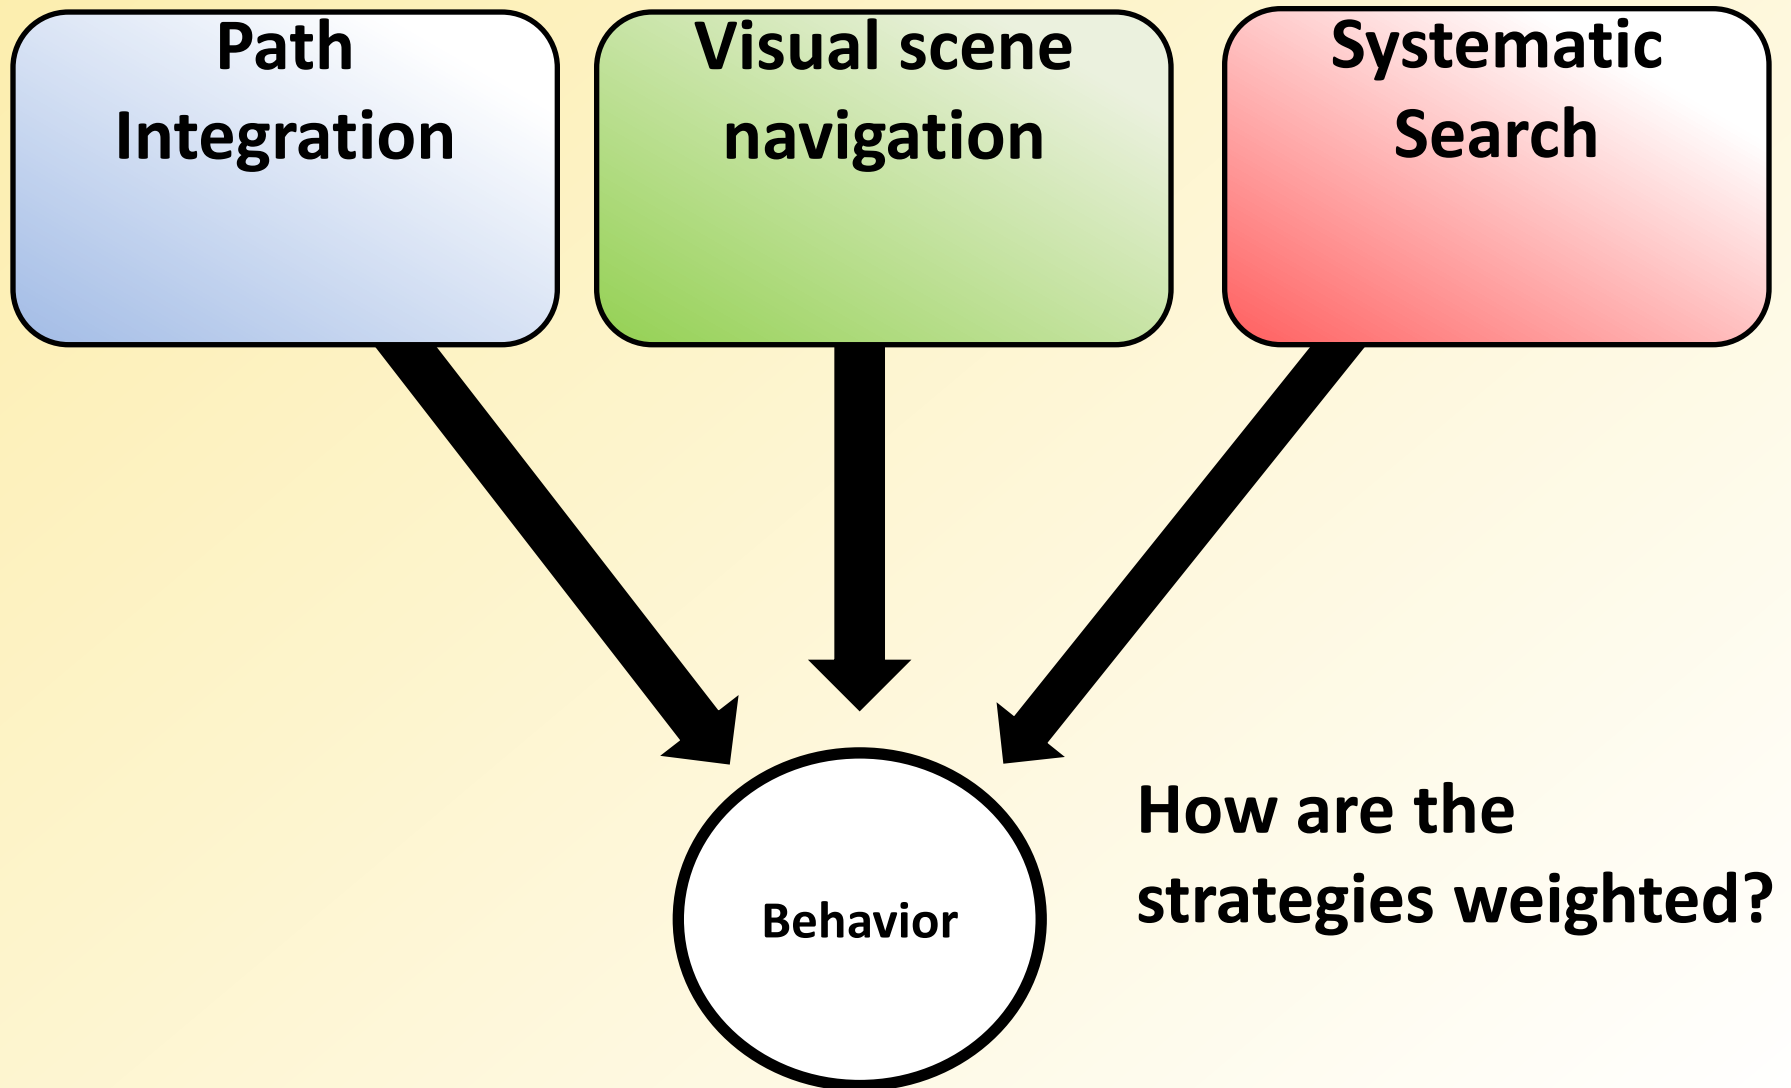 Path
Integration
Visual scene
navigation
Systematic
Search
Behavior
How are the
strategies weighted?